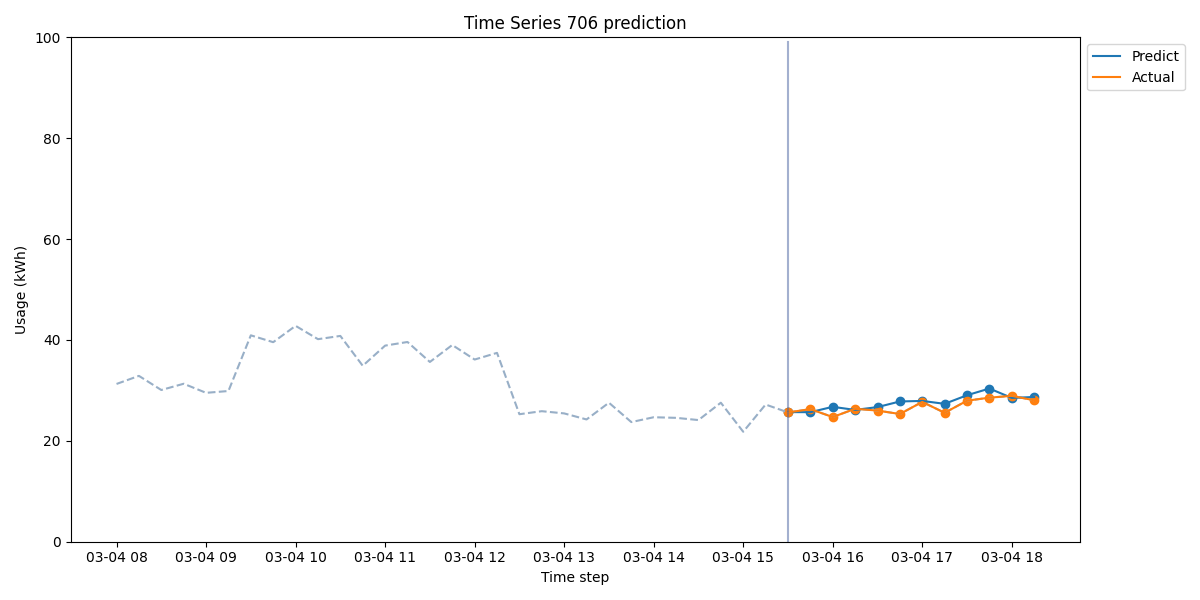 Time Series 706 prediction
Predict
Actual
Usage (kWh)
100
80
60
40
20
0
03-04 08 03-04 09 03-04 10 03-04 11 03-04 12 03-04 13 03-04 14 03-04 15 03-04 16 03-04 17 03-04 18
Time step